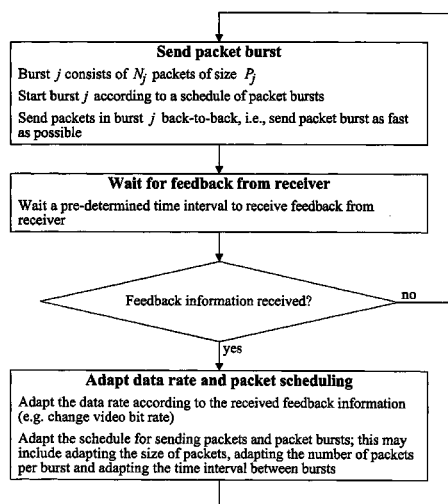 Send packet burst
Burst j consists of Nj packets of size Pj
Start burst j according to a schedule of packet bursts
Send packets in burst j back-to-back, i.e., send packet burst as fast
as possible
Wait for feedback from receiver
Wait a pre-determined time interval to receive feedback from
receiver
Feedback information received?
no
yes
Adapt data rate and packet scheduling
Adapt the data rate according to the received feedback information
(e.g. change video bit rate)
Adapt the schedule for sending packets and packet bursts; this may
include adapting the size of packets, adapting the number of packets
per burst and adapting the time interval between bursts